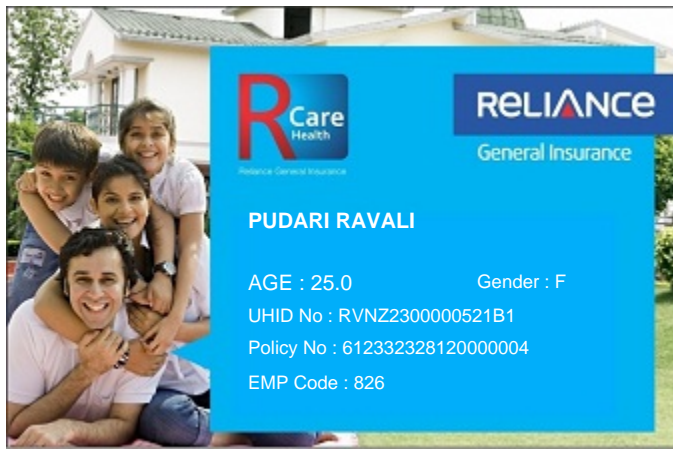 R Care
Health
Reliance General Insurance
RELIANCE
General Insurance
PUDARI RAVALI
AGE : 25.0
Gender : F
UHID No : RVNZ2300000521B1
Policy No : 612332328120000004
EMP Code : 826